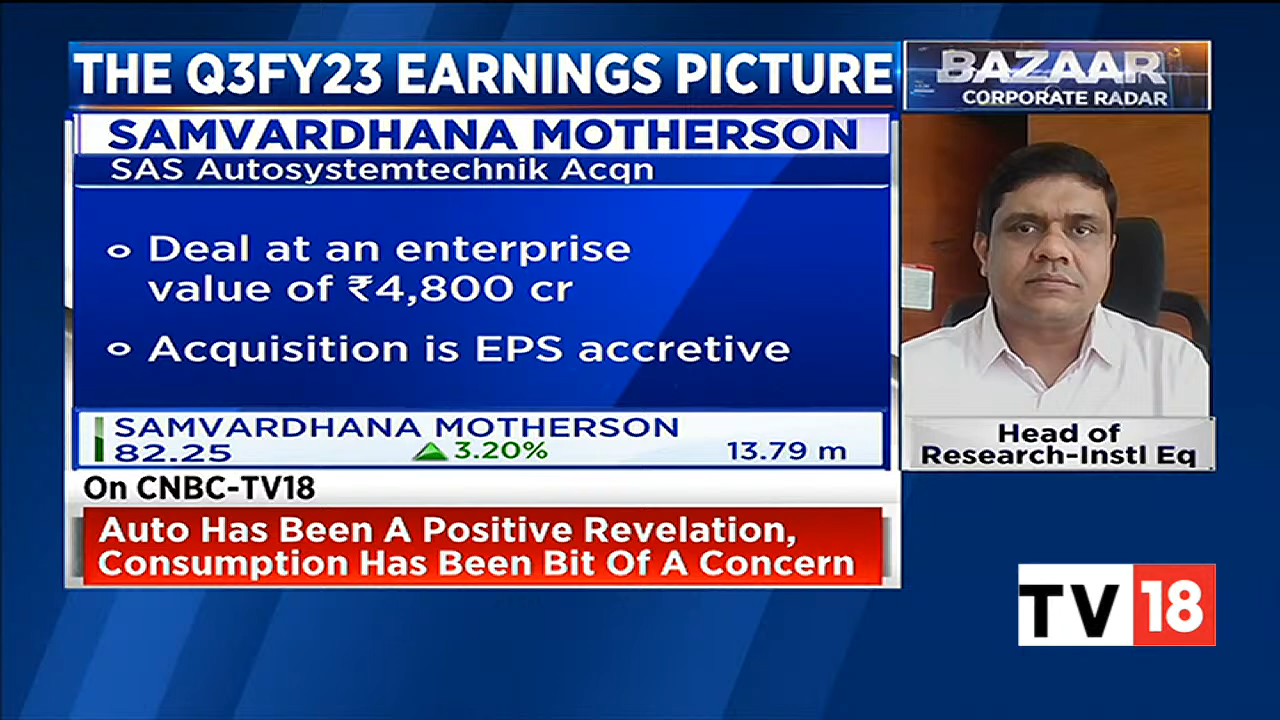 THE Q3FY23 EARNINGS PICTURE
BAZAAR
CORPORATE RADAR
SAMVARDHANA MOTHERSON
SAS Autosystemtechnik Acqn
Deal at an enterprise
value of ₹4,800 cr
Acquisition is EPS accretive
SAMVARDHANA MOTHERSON
82.25 3.20% 13.79 m
Head of
Research-Instl Eq
On CNBC-TV18
Auto Has Been A Positive Revelation,
Consumption Has Been Bit Of A Concern
TV18